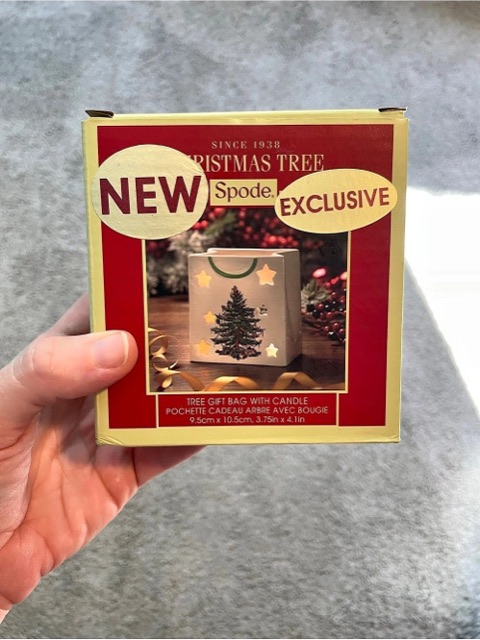 SINCE 1938
RISTMAS TREE
NEW
Spode.
EXCLUSIVE
TREE GIFT BAG WITH CANDLE
POCHETTE CADEAU ARBRE AVEC BOUGIE
9.5cm x 10.5cm, 3.75in x 4.1in